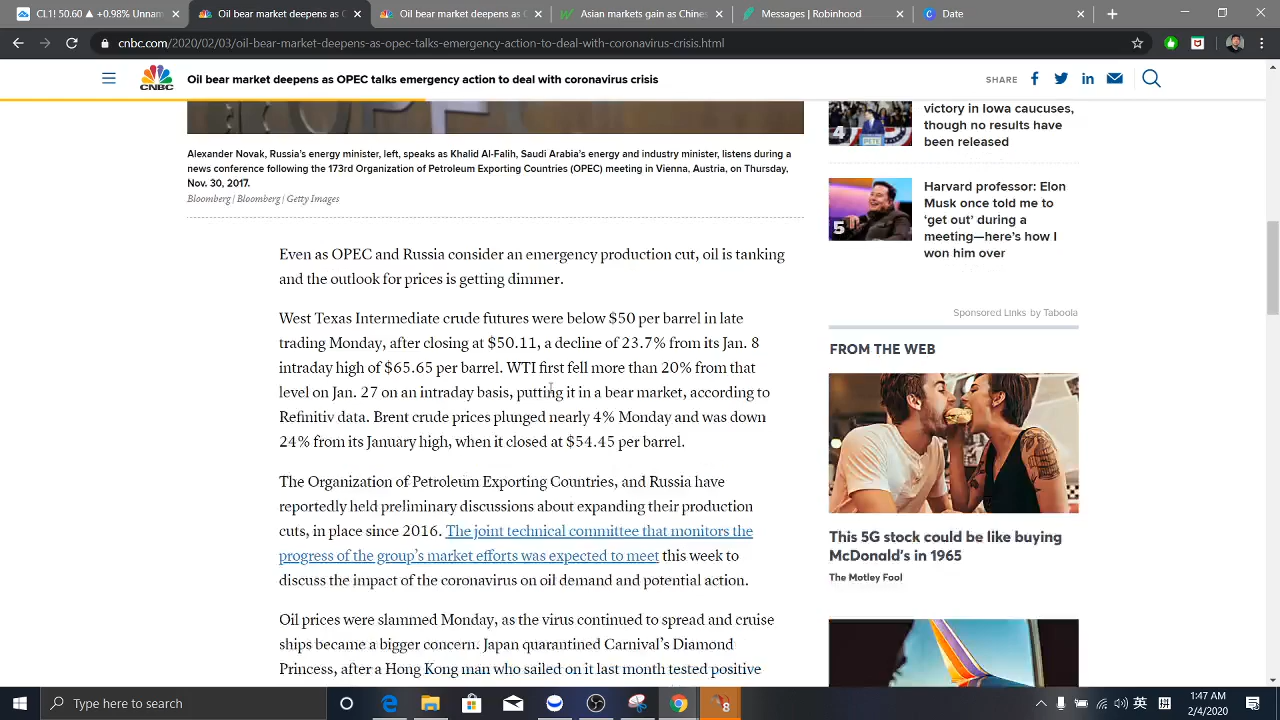 US oil | $51.28 | ▲ +0.98%
Oil bear market deepens as OPE
Asian markets gain as Chines
Messages | Robinhood
Date
cnbc.com/2020/02/03/oil-bear-market-deepens-as-opec-talks-emergency-action-to-deal-with-coronavirus-crisis.html
CNBC
Oil bear market deepens as OPEC talks emergency action to deal with coronavirus crisis
SHARE
Alexander Novak, Russia's energy minister, left, speaks as Khalid Al-Falih, Saudi Arabia's energy and industry minister, listens during a
news conference following the 173rd Organization of Petroleum Exporting Countries (OPEC) meeting in Vienna, Austria, on Thursday,
Nov. 30, 2017.
Bloomberg | Bloomberg | Getty Images
Even as OPEC and Russia consider an emergency production cut, oil is tanking
and the outlook for prices is getting dimmer.
West Texas Intermediate crude futures were below $50 per barrel in late
trading Monday, after closing at $50.11, a decline of 23.7% from its Jan. 8
intraday high of $65.65 per barrel. WTI first fell more than 20% from that
level on Jan. 27 on an intraday basis, putting it in a bear market, according to
Refinitiv data. Brent crude prices plunged nearly 4% Monday and was down
24% from its January high, when it closed at $54.45 per barrel.
The Organization of Petroleum Exporting Countries, and Russia have
reportedly held preliminary discussions about expanding their production
cuts, in place since 2016. The joint technical committee that monitors the
progress of the group's market efforts was expected to meet this week to
discuss the impact of the coronavirus on oil demand and potential action.
Oil prices were slammed Monday, as the virus continued to spread and cruise
ships became a bigger concern. Japan quarantined Carnival's Diamond
Princess, after a Hong Kong man who sailed on it last month tested positive
4
victory in Iowa caucuses,
though no results have
been released
5
Harvard professor: Elon
Musk once told me to
'get out' during a
meeting—here's how I
won him over
Sponsored Links by Taboola
FROM THE WEB
This 5G stock could be like buying
McDonald's in 1965
The Motley Fool
Type here to search
英 拼
1:47 AM
2/4/2020